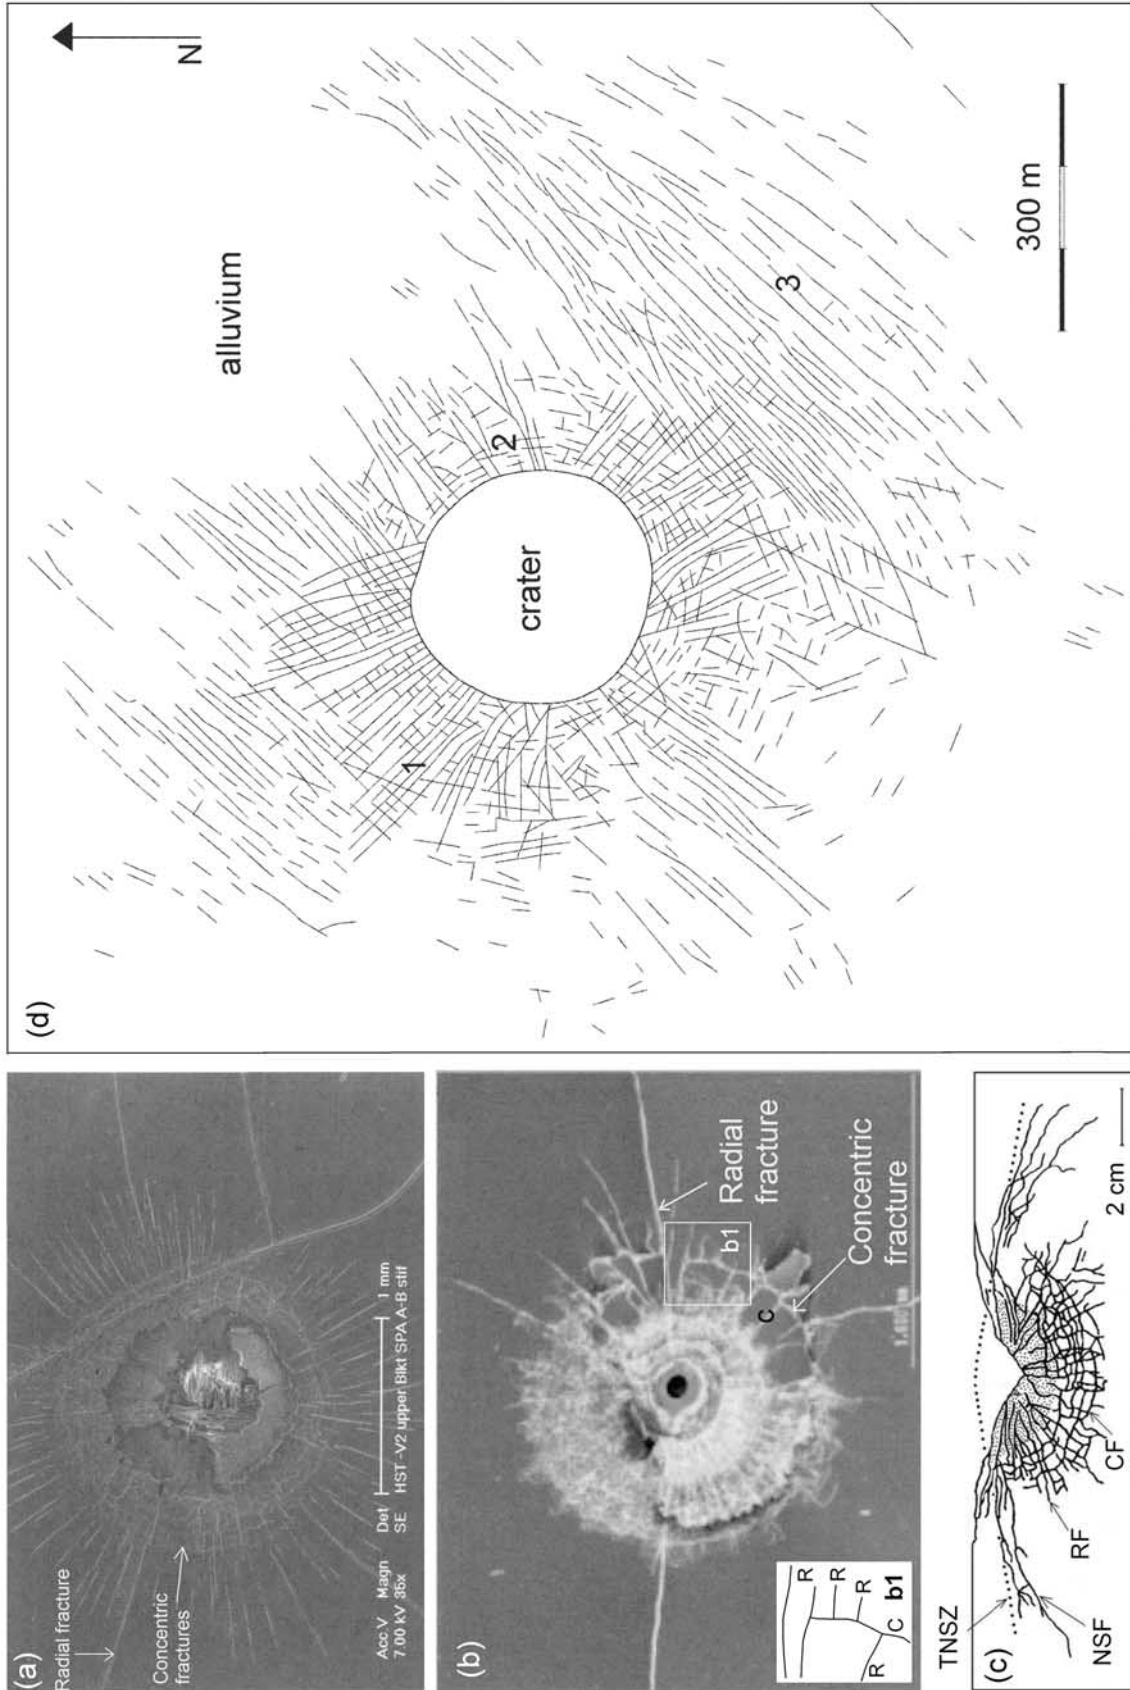 (a)
Radial fracture
Concentric
fractures
Acc.V Magn Det 1 mm
7.00 kV 35x SE HST-V2 upper Blkt SPA A-B stif
(b)
b1
Radial
fracture
c
Concentric
fracture
R
R
R
R
C b1
(c)
TNSZ
NSF
RF
CF
2 cm
(d)
N
alluvium
crater
1
2
3
300 m